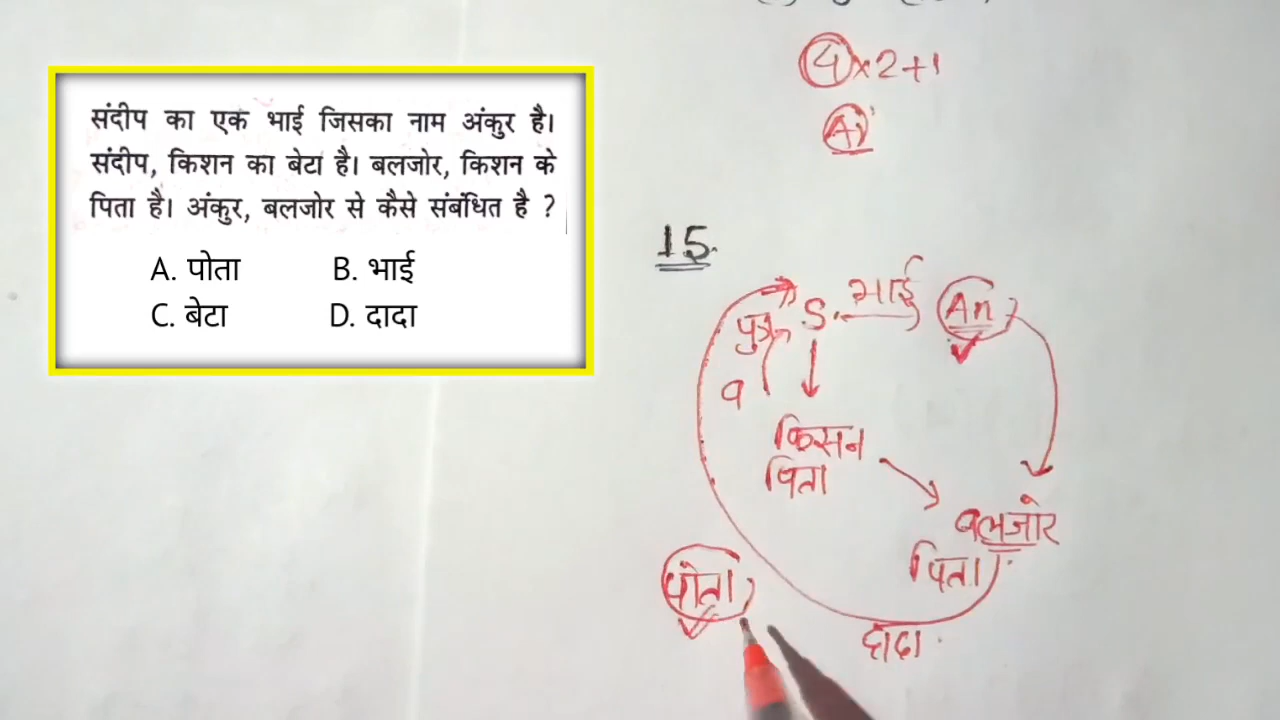 संदीप का एक भाई जिसका नाम अंकुर है।
संदीप, किशन का बेटा है। बलजोर, किशन के
पिता है। अंकुर, बलजोर से कैसे संबंधित है ?
A. पोता B. भाई
C. बेटा D. दादा
4×2+1
15.
पुत्र S. भाई An
किसन
पिता
बलजोर
पिता
पोता
दादा